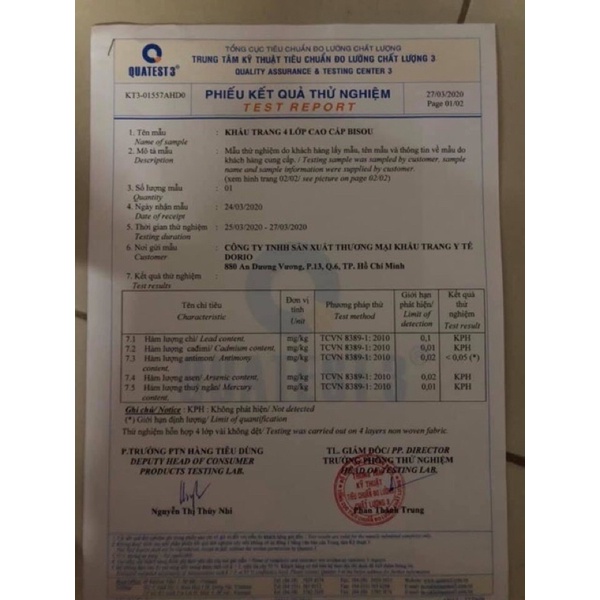 QUATEST 3®
TỔNG CỤC TIÊU CHUẨN ĐO LƯỜNG CHẤT LƯỢNG
TRUNG TÂM KỸ THUẬT TIÊU CHUẨN ĐO LƯỜNG CHẤT LƯỢNG 3
QUALITY ASSURANCE & TESTING CENTER 3
KT3-01557AHD0
PHIẾU KẾT QUẢ THỬ NGHIỆM
TEST REPORT
27/03/2020
Page 01/02
1. Tên mẫu : KHẨU TRANG 4 LỚP CAO CẤP BISOU
Name of sample
2. Mô tả mẫu : Mẫu thử nghiệm do khách hàng lấy mẫu, tên mẫu và thông tin về mẫu do
Description khách hàng cung cấp. / Testing sample was sampled by customer, sample name
and sample information were supplied by customer.
(xem hình trang 02/02/ see picture on page 02/02)
3. Số lượng mẫu : 01
Quantity
4. Ngày nhận mẫu : 24/03/2020
Date of receipt
5. Thời gian thử nghiệm : 25/03/2020 - 27/03/2020
Testing duration
6. Nơi gửi mẫu : CÔNG TY TNHH SẢN XUẤT THƯƠNG MẠI KHẨU TRANG Y TẾ
Customer DORIO
880 An Dương Vương, P.13, Q.6, TP. Hồ Chí Minh
7. Kết quả thử nghiệm :
Test results
Tên chỉ tiêu
Characteristic
Đơn vị tính
Unit
Phương pháp thử
Test method
Giới hạn phát hiện/
Limit of detection
Kết quả thử nghiệm
Test result
7.1 Hàm lượng chì/ Lead content, mg/kg TCVN 8389-1: 2010 0,1 KPH
7.2 Hàm lượng cadimi/ Cadmium content, mg/kg TCVN 8389-1: 2010 0,01 KPH
7.3 Hàm lượng antimon/ Antimony content, mg/kg TCVN 8389-1: 2010 0,02 < 0,05 (*)
7.4 Hàm lượng asen/ Arsenic content, mg/kg TCVN 8389-1: 2010 0,02 KPH
7.5 Hàm lượng thuỷ ngân/ Mercury content, mg/kg TCVN 8389-1: 2010 0,01 KPH
Ghi chú/ Notice : KPH : Không phát hiện/ Not detected
(*) Giới hạn định lượng/ Limit of quantification
Thử nghiệm hỗn hợp 4 lớp vải không dệt/ Testing was carried out on 4 layers non woven fabric.
P.TRƯỞNG PTN HÀNG TIÊU DÙNG
DEPUTY HEAD OF CONSUMER
PRODUCTS TESTING LAB.
Nguyễn Thị Thúy Nhi
TL. GIÁM ĐỐC/ PP. DIRECTOR
TRƯỞNG PHÒNG THỬ NGHIỆM
HEAD OF TESTING LAB.
KỸ THUẬT
TIÊU CHUẨN ĐO LƯỜNG
CHẤT LƯỢNG 3
Phan Thành Trung